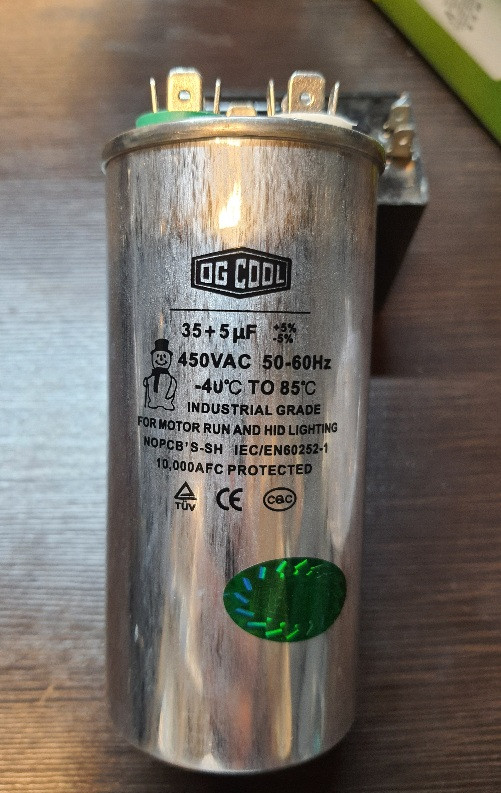 OG COOL
35+5µF +5% -5%
450VAC 50-60Hz
-40°C TO 85°C
INDUSTRIAL GRADE
FOR MOTOR RUN AND HID LIGHTING
NOPCB'S-SH IEC/EN60252-1
10,000AFC PROTECTED
TÜV CE CQC